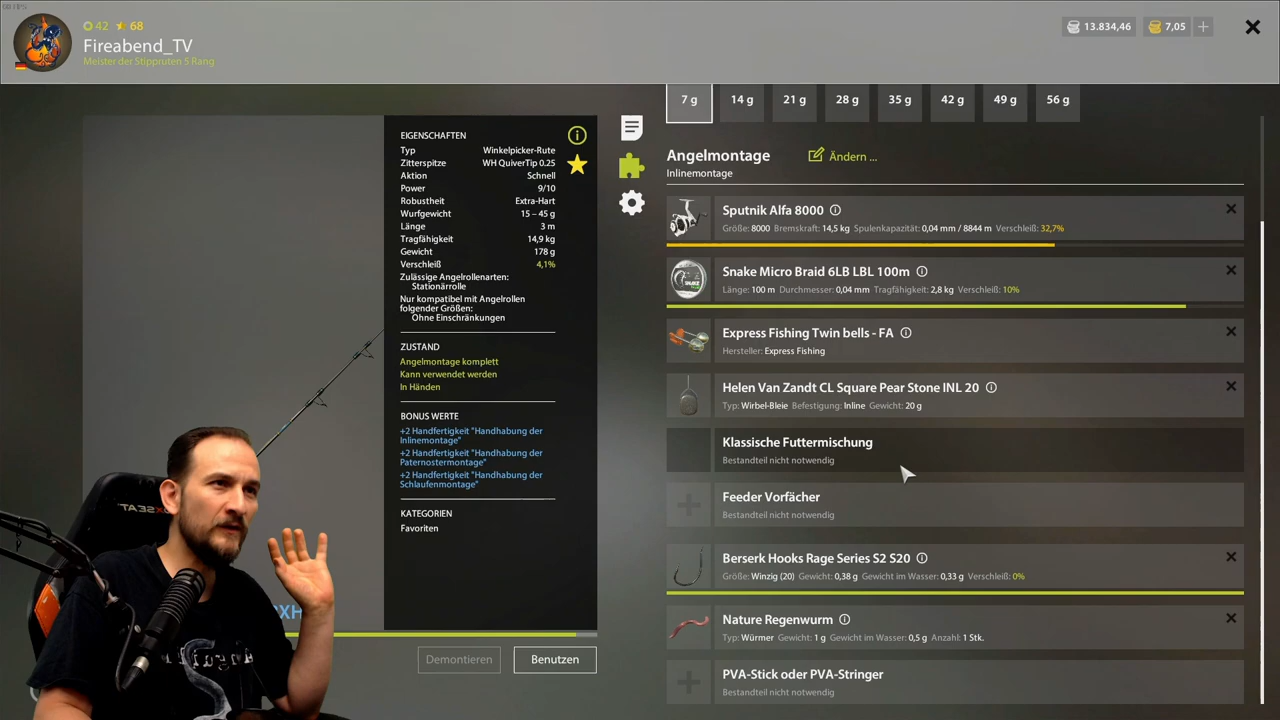 68 FPS
42 68
Fireabend_TV
Meister der Stippruten 5 Rang
13.834,46 7,05
7 g 14 g 21 g 28 g 35 g 42 g 49 g 56 g
EIGENSCHAFTEN
Typ Winkelpicker-Rute
Zitterspitze WH QuiverTip 0.25
Aktion Schnell
Power 9/10
Robustheit Extra-Hart
Wurfgewicht 15 – 45 g
Länge 3 m
Tragfähigkeit 14,9 kg
Gewicht 178 g
Verschleiß 4,1%
Zulässige Angelrollenarten:
Stationärrolle
Nur kompatibel mit Angelrollen
folgender Größen:
Ohne Einschränkungen
ZUSTAND
Angelmontage komplett
Kann verwendet werden
In Händen
BONUS WERTE
+2 Handfertigkeit "Handhabung der
Inlinemontage"
+2 Handfertigkeit "Handhabung der
Paternostermontage"
+2 Handfertigkeit "Handhabung der
Schlaufenmontage"
KATEGORIEN
Favoriten
Demontieren Benutzen
Angelmontage Ändern ...
Inlinemontage
Sputnik Alfa 8000
Größe: 8000 Bremskraft: 14,5 kg Spulenkapazität: 0,04 mm / 8844 m Verschleiß: 32,7%
Snake Micro Braid 6LB LBL 100m
Länge: 100 m Durchmesser: 0,04 mm Tragfähigkeit: 2,8 kg Verschleiß: 10%
Express Fishing Twin bells - FA
Hersteller: Express Fishing
Helen Van Zandt CL Square Pear Stone INL 20
Typ: Wirbel-Bleie Befestigung: Inline Gewicht: 20 g
Klassische Futtermischung
Bestandteil nicht notwendig
Feeder Vorfächer
Bestandteil nicht notwendig
Berserk Hooks Rage Series S2 S20
Größe: Winzig (20) Gewicht: 0,38 g Gewicht im Wasser: 0,33 g Verschleiß: 0%
Nature Regenwurm
Typ: Würmer Gewicht: 1 g Gewicht im Wasser: 0,5 g Anzahl: 1 Stk.
PVA-Stick oder PVA-Stringer
Bestandteil nicht notwendig